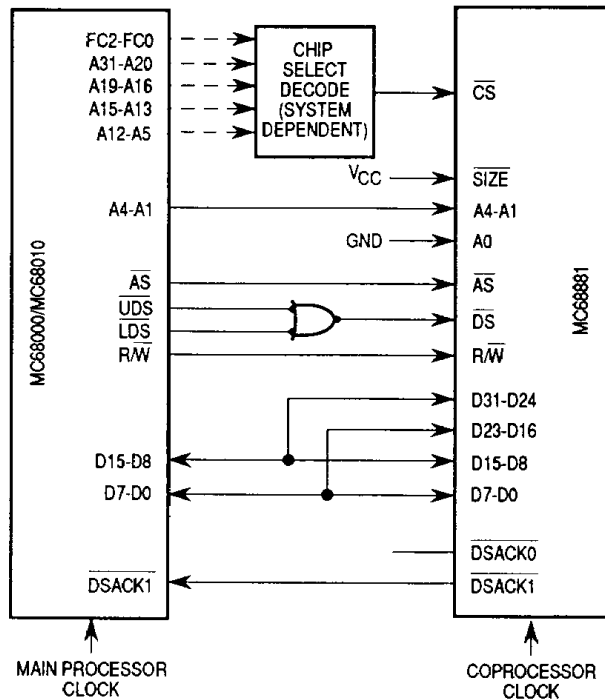 FC2-FC0
A31-A20
A19-A16
A15-A13
A12-A5
CHIP
SELECT
DECODE
(SYSTEM
DEPENDENT)
CS
VCC
SIZE
A4-A1
A4-A1
GND
A0
AS
AS
UDS
DS
LDS
R/W
R/W
MC68000/MC68010
MC68881
D31-D24
D23-D16
D15-D8
D15-D8
D7-D0
D7-D0
DSACK0
DSACK1
DSACK1
MAIN PROCESSOR
CLOCK
COPROCESSOR
CLOCK